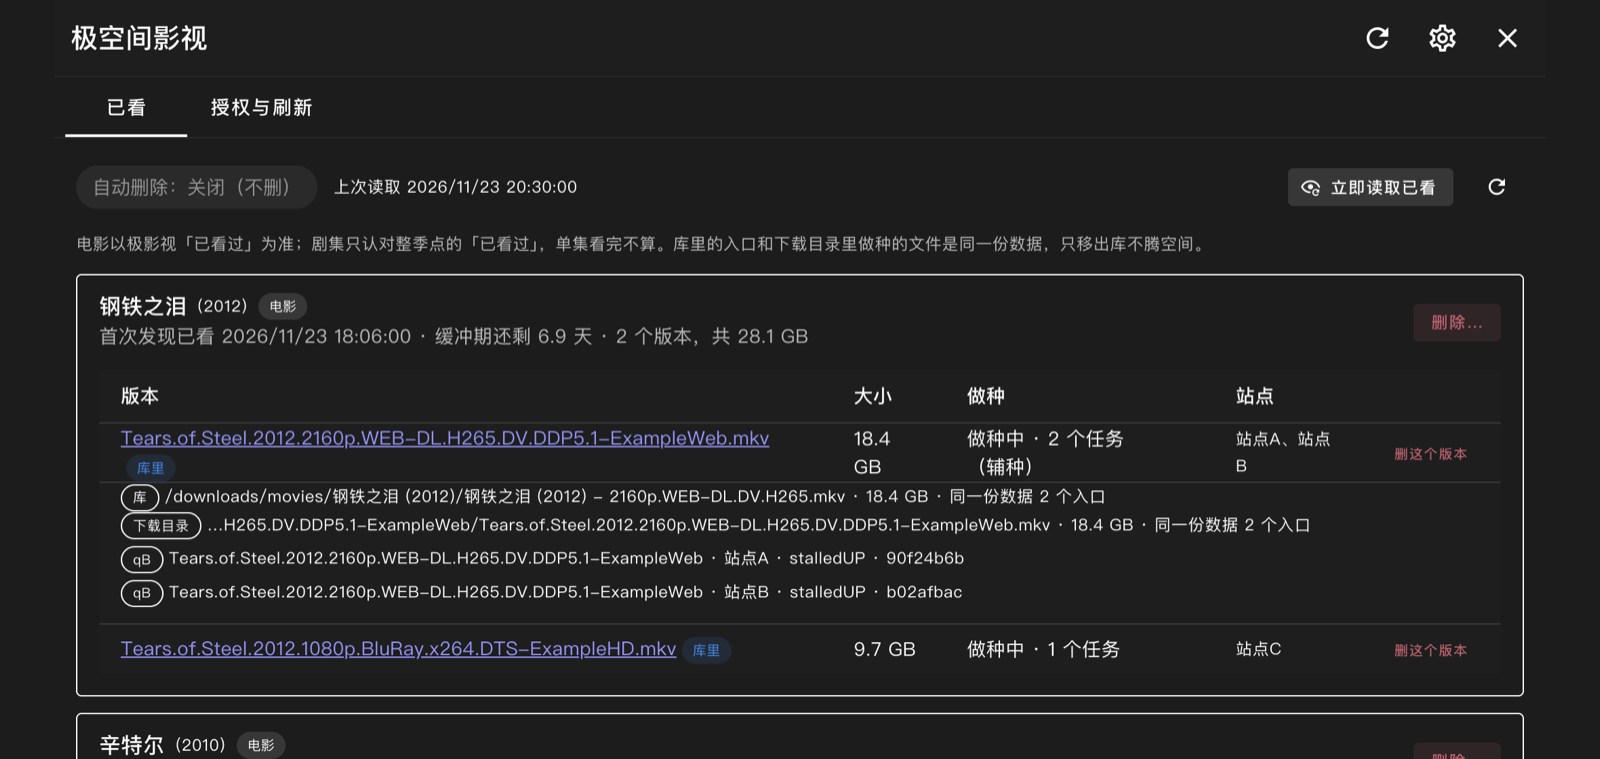 极空间影视
已看 授权与刷新
自动删除：关闭（不删） 上次读取 2026/11/23 20:30:00 立即读取已看
电影以极影视「已看过」为准；剧集只认对整季点的「已看过」，单集看完不算。库里的入口和下载目录里做种的文件是同一份数据，只移出库不腾空间。
钢铁之泪 (2012) 电影
首次发现已看 2026/11/23 18:06:00 · 缓冲期还剩 6.9 天 · 2 个版本，共 28.1 GB
删除...
版本 大小 做种 站点
Tears.of.Steel.2012.2160p.WEB-DL.H265.DV.DDP5.1-ExampleWeb.mkv
库里
18.4
GB
做种中 · 2 个任务
（辅种）
站点A、站点
B
删这个版本
库 /downloads/movies/钢铁之泪 (2012)/钢铁之泪 (2012) - 2160p.WEB-DL.DV.H265.mkv · 18.4 GB · 同一份数据 2 个入口
下载目录 ...H265.DV.DDP5.1-ExampleWeb/Tears.of.Steel.2012.2160p.WEB-DL.H265.DV.DDP5.1-ExampleWeb.mkv · 18.4 GB · 同一份数据 2 个入口
qB Tears.of.Steel.2012.2160p.WEB-DL.H265.DV.DDP5.1-ExampleWeb · 站点A · stalledUP · 90f24b6b
qB Tears.of.Steel.2012.2160p.WEB-DL.H265.DV.DDP5.1-ExampleWeb · 站点B · stalledUP · b02afbac
Tears.of.Steel.2012.1080p.BluRay.x264.DTS-ExampleHD.mkv 库里 9.7 GB 做种中 · 1 个任务 站点C 删这个版本
辛特尔 (2010) 电影